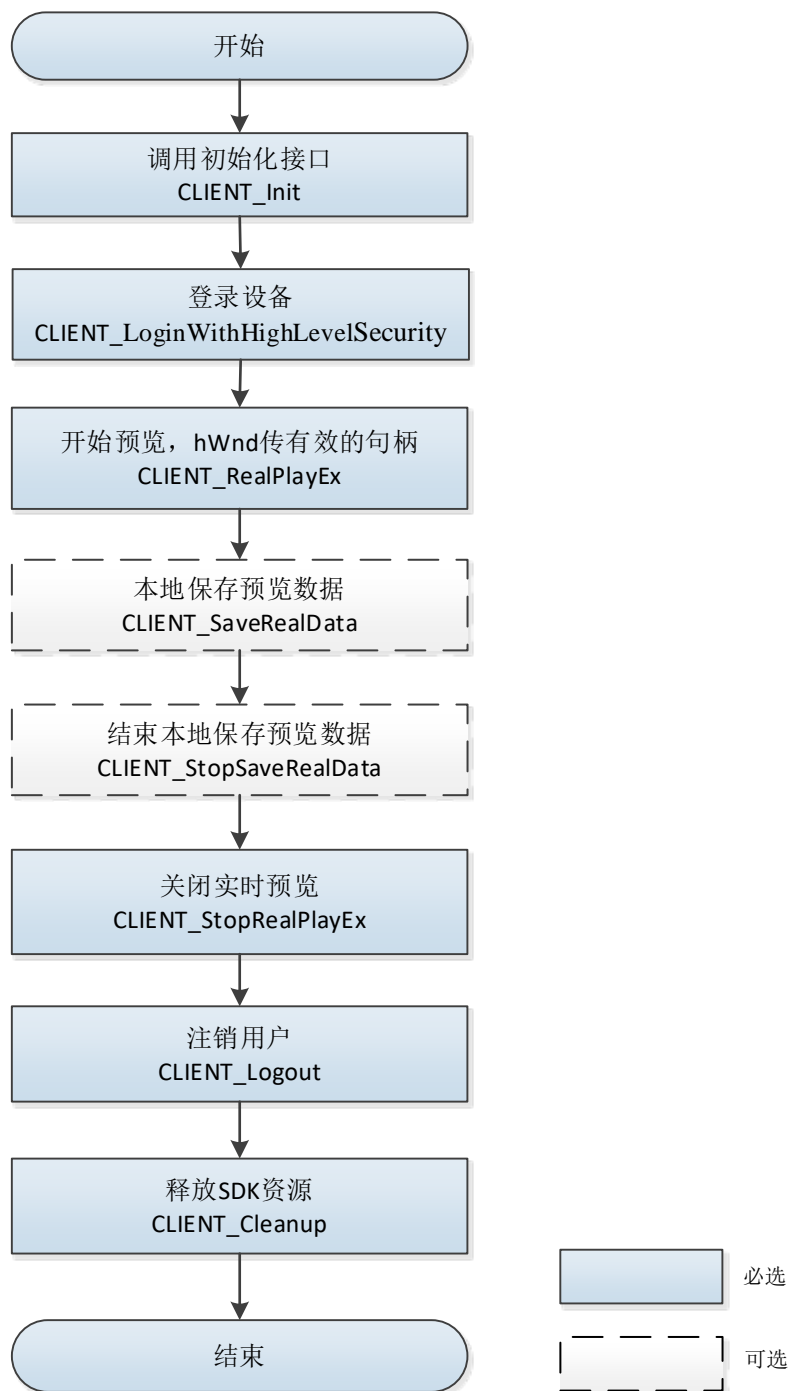 开始
调用初始化接口
CLIENT_Init
登录设备
CLIENT_LoginWithHighLevelSecurity
开始预览，hWnd传有效的句柄
CLIENT_RealPlayEx
本地保存预览数据
CLIENT_SaveRealData
结束本地保存预览数据
CLIENT_StopSaveRealData
关闭实时预览
CLIENT_StopRealPlayEx
注销用户
CLIENT_Logout
释放SDK资源
CLIENT_Cleanup
结束
必选
可选